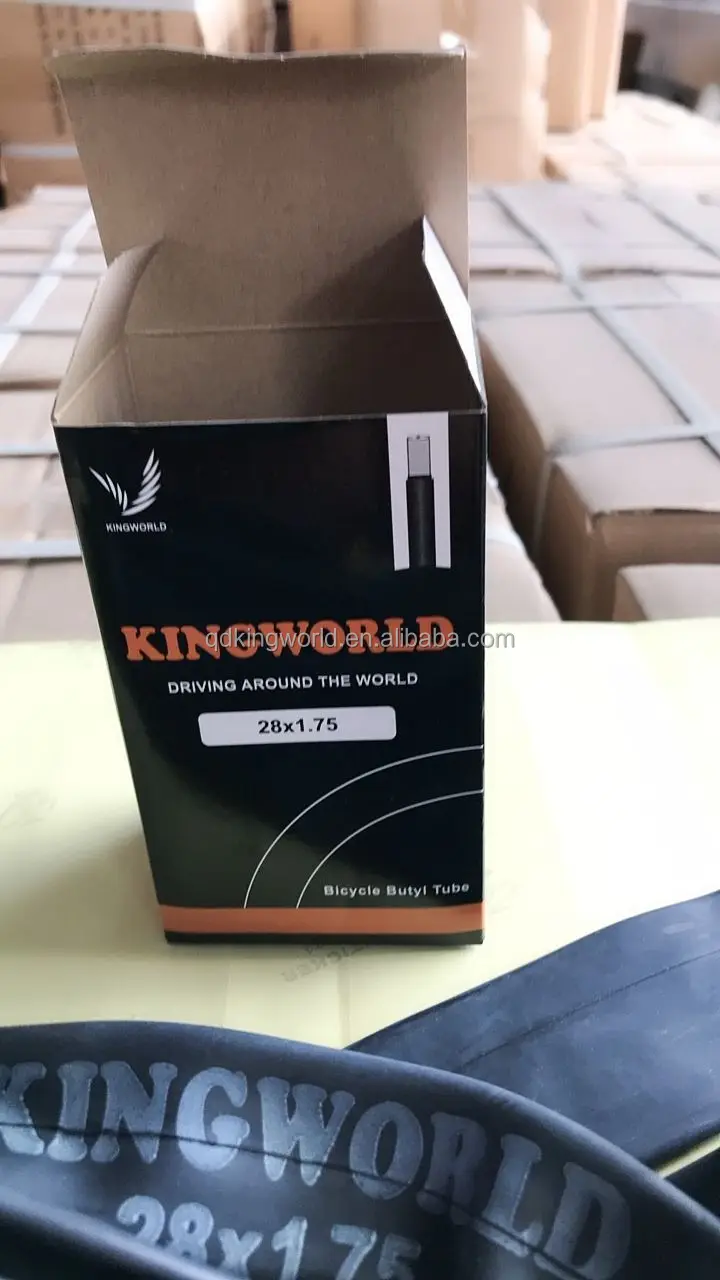 KINGWORLD
KINGWORLD
qdkingworld.en.alibaba.com
DRIVING AROUND THE WORLD
28x1.75
Bicycle Butyl Tube
KINGWORLD
28x1.75